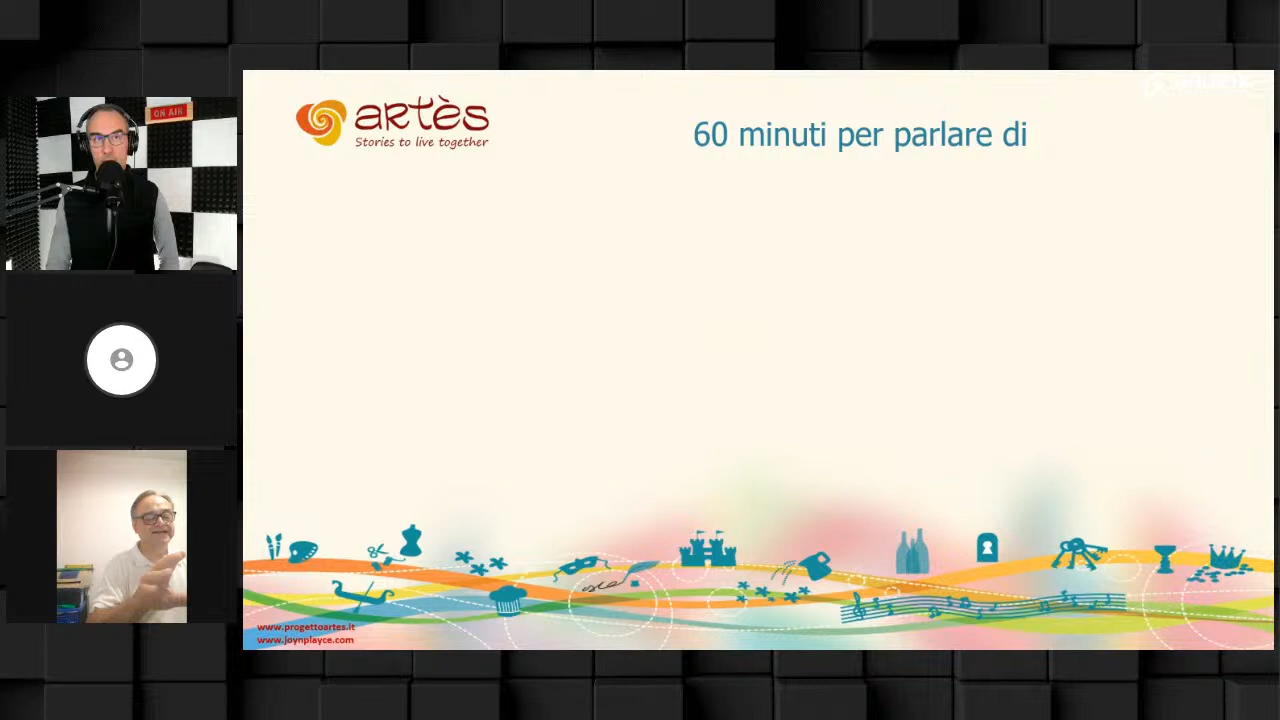 ON AIR
artès
Stories to live together
60 minuti per parlare di
www.progettoartes.it
www.joynplayce.com